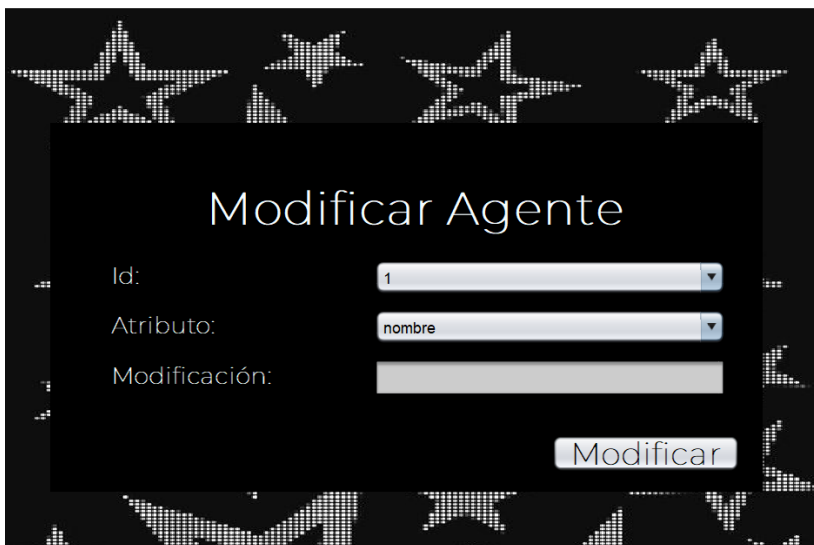 Modificar Agente
Id:
1
Atributo:
nombre
Modificación:
Modificar